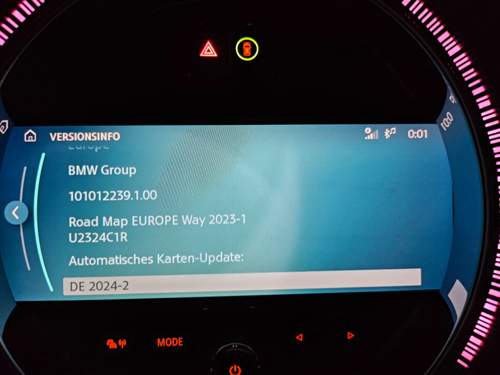 VERSIONSINFO
0:01
Europe
BMW Group
101012239.1.00
Road Map EUROPE Way 2023-1
U2324C1R
Automatisches Karten-Update:
DE 2024-2
MODE
100